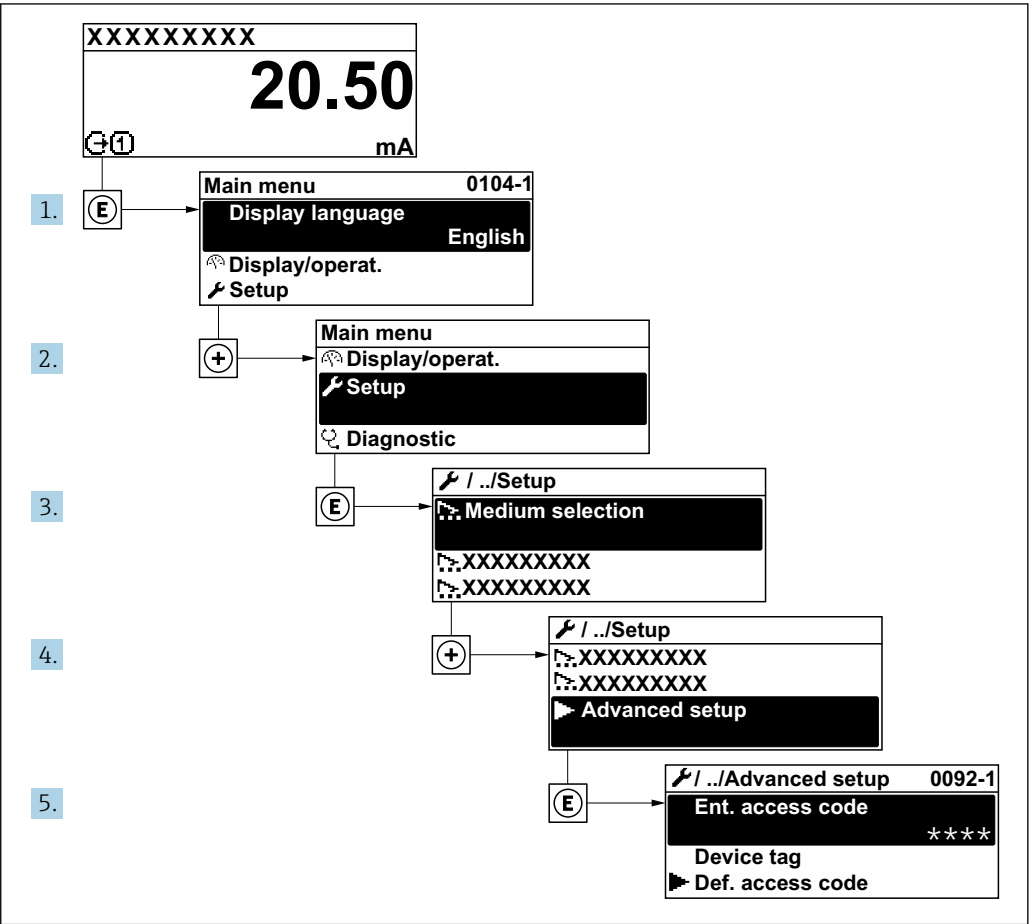 XXXXXXXXX
20.50
1 mA
1. E
Main menu 0104-1
Display language
English
Display/operat.
Setup
2. +
Main menu
Display/operat.
Setup
Diagnostic
3. E
/ ../Setup
Medium selection
XXXXXXXXX
XXXXXXXXX
4. +
/ ../Setup
XXXXXXXXX
XXXXXXXXX
Advanced setup
5. E
/ ../Advanced setup 0092-1
Ent. access code
****
Device tag
Def. access code